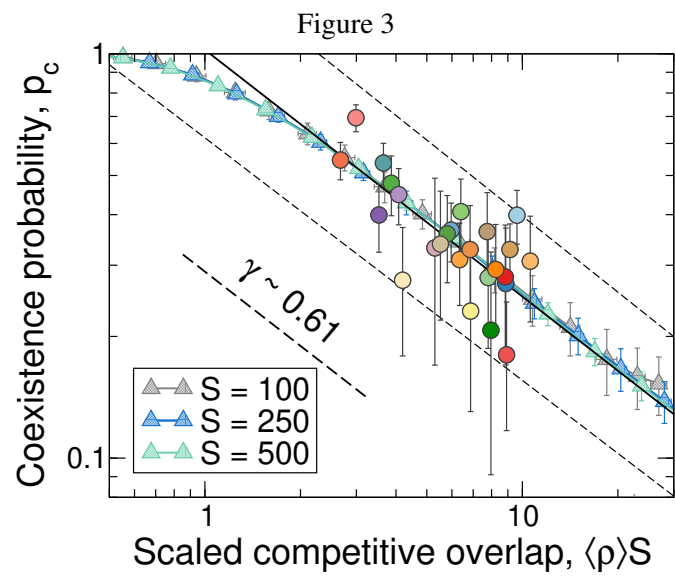 Figure 3
Coexistence probability, p_c
1
0.1
γ ~ 0.61
S = 100
S = 250
S = 500
1
10
Scaled competitive overlap, ⟨ρ⟩S